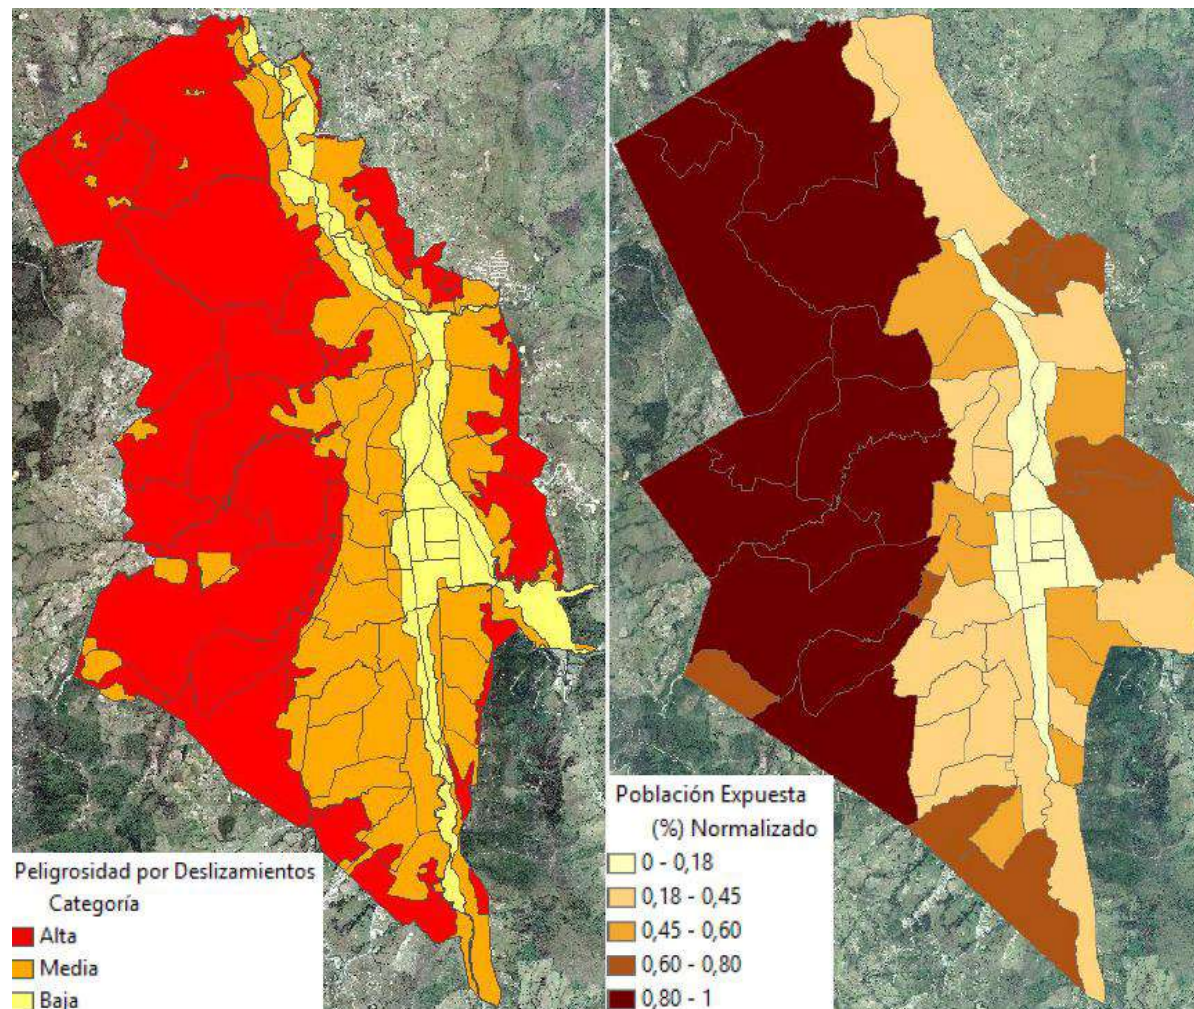 Peligrosidad por Deslizamientos
Categoría
Alta
Media
Baja
Población Expuesta
(%) Normalizado
0 - 0,18
0,18 - 0,45
0,45 - 0,60
0,60 - 0,80
0,80 - 1